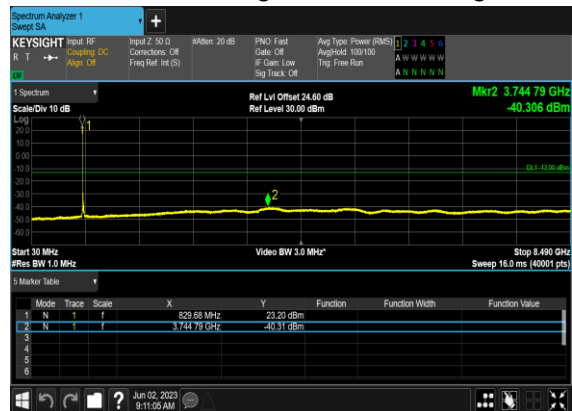 Spectrum Analyzer 1
Swept SA
+
KEYSIGHT Input: RF Input Z: 50 Ω #Atten: 20 dB PNO: Fast Avg Type: Power (RMS) 1 2 3 4 5 6
R T Coupling: DC Corrections: Off Gate: Off Avg|Hold: 100/100 A W W W W W
Align: Off Freq Ref: Int (S) IF Gain: Low Trig: Free Run
Sig Track: Off A N N N N N
1 Spectrum Ref Lvl Offset 24.60 dB Mkr2 3.744 79 GHz
Scale/Div 10 dB Ref Level 30.00 dBm -40.306 dBm
Log
20.0
10.0
0.00
-10.0
-20.0
-30.0
-40.0
-50.0
-60.0
1
2
DL1 -13.00 dBm
Start 30 MHz Video BW 3.0 MHz* Stop 8.490 GHz
#Res BW 1.0 MHz Sweep 16.0 ms (40001 pts)
5 Marker Table
Mode Trace Scale X Y Function Function Width Function Value
1 N 1 f 829.68 MHz 23.20 dBm
2 N 1 f 3.744 79 GHz -40.31 dBm
3
4
5
6
? Jun 02, 2023
9:11:05 AM